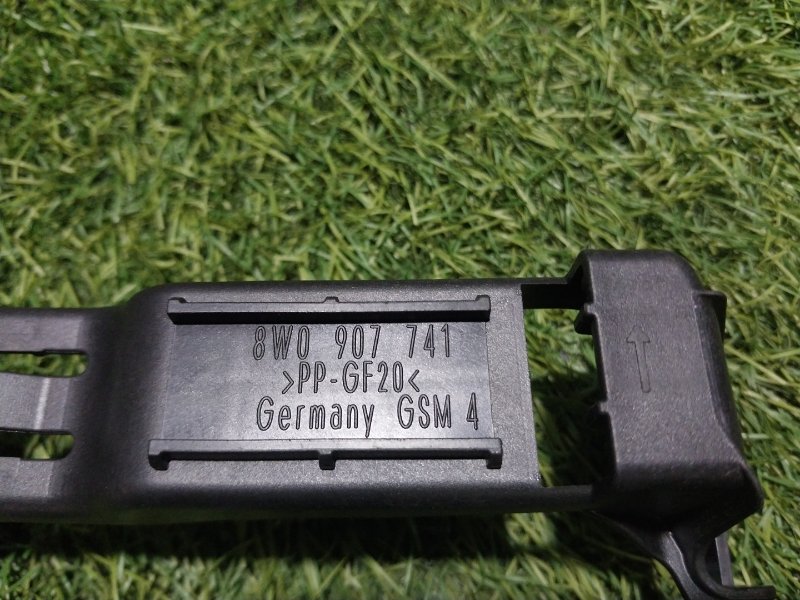 8W0 907 741
>PP-GF20<
Germany GSM 4